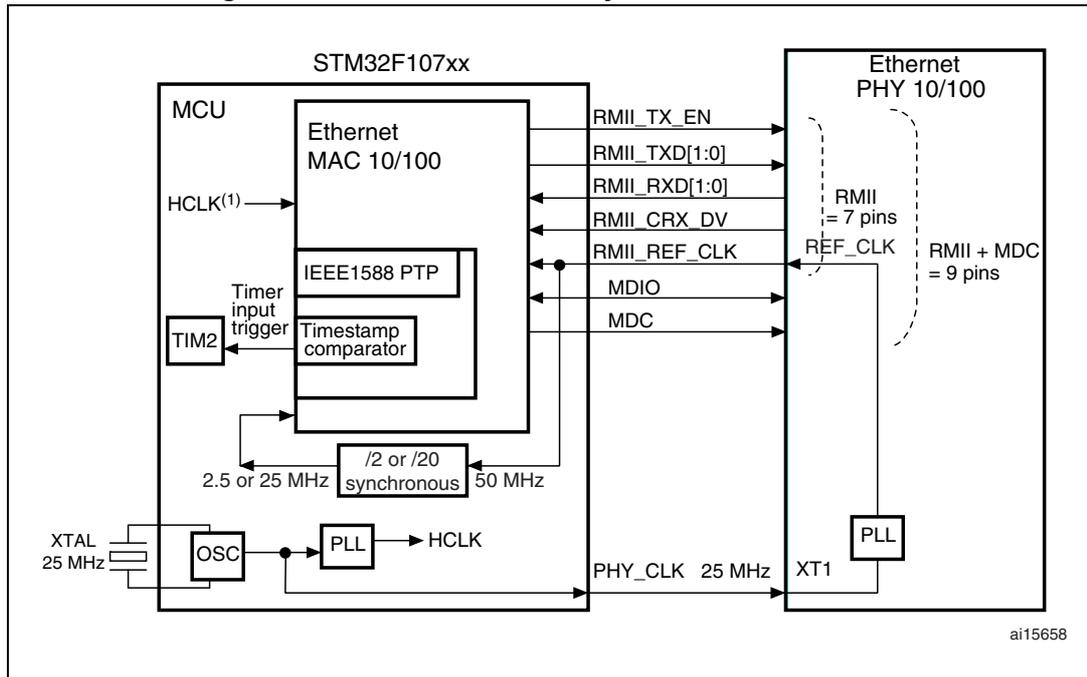 STM32F107xx
MCU
Ethernet
MAC 10/100
HCLK(1)
IEEE1588 PTP
Timer
input
trigger
Timestamp
comparator
TIM2
/2 or /20
synchronous
2.5 or 25 MHz
50 MHz
XTAL
25 MHz
OSC
PLL
HCLK
RMII_TX_EN
RMII_TXD[1:0]
RMII_RXD[1:0]
RMII_CRX_DV
RMII_REF_CLK
MDIO
MDC
PHY_CLK 25 MHz
Ethernet
PHY 10/100
RMII
= 7 pins
REF_CLK
RMII + MDC
= 9 pins
PLL
XT1
ai15658